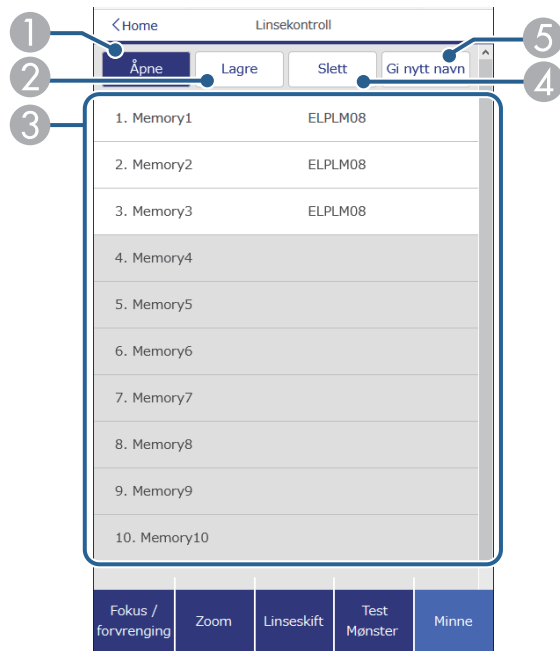 <Home Linsekontroll
1 5
Åpne Lagre Slett Gi nytt navn
2 4
3
1. Memory1 ELPLM08
2. Memory2 ELPLM08
3. Memory3 ELPLM08
4. Memory4
5. Memory5
6. Memory6
7. Memory7
8. Memory8
9. Memory9
10. Memory10
Fokus /
forvrenging
Zoom
Linseskift
Test
Mønster
Minne